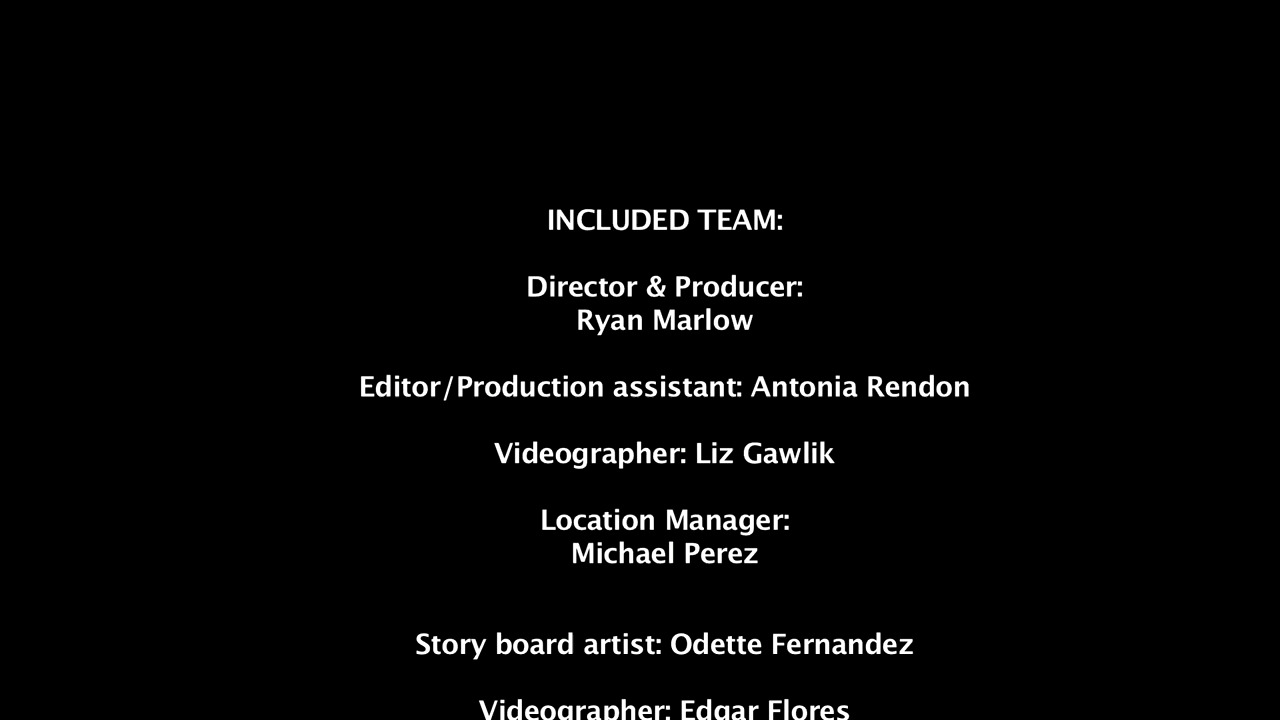 INCLUDED TEAM:
Director & Producer:
Ryan Marlow
Editor/Production assistant: Antonia Rendon
Videographer: Liz Gawlik
Location Manager:
Michael Perez
Story board artist: Odette Fernandez
Videographer: Edgar Flores